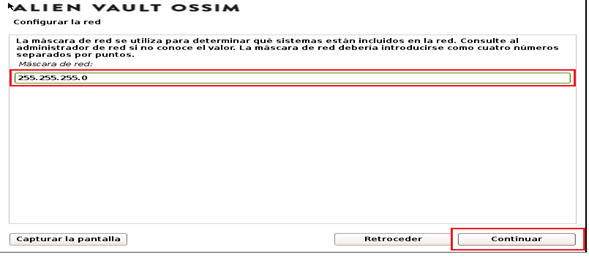 ALIEN VAULT OSSIM
Configurar la red
La máscara de red se utiliza para determinar qué sistemas están incluidos en la red. Consulte al
administrador de red si no conoce el valor. La máscara de red debería introducirse como cuatro números
separados por puntos.
Máscara de red:
255.255.255.0
Capturar la pantalla
Retroceder
Continuar